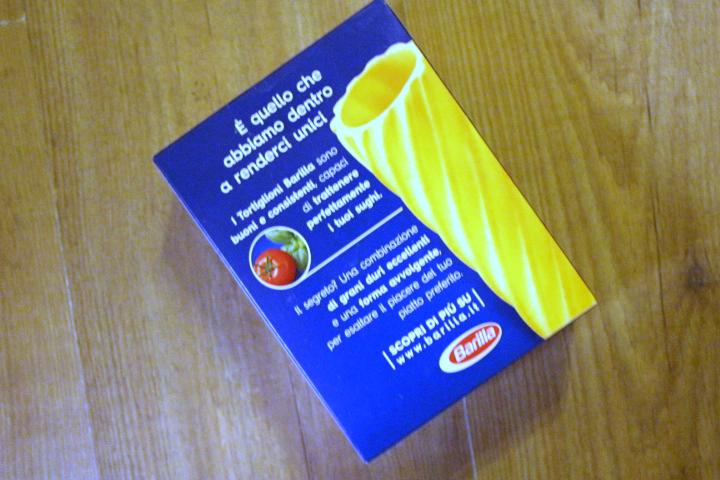 È quello che
abbiamo dentro
a renderci unici
I Tortiglioni Barilla sono
buoni e consistenti, capaci
di trattenere
perfettamente
i tuoi sughi.
Il segreto? Una combinazione
di grani duri eccellenti
e una forma avvolgente,
per esaltare il piacere del tuo
piatto preferito.
SCOPRI DI PIÙ SU
www.barilla.it
Barilla